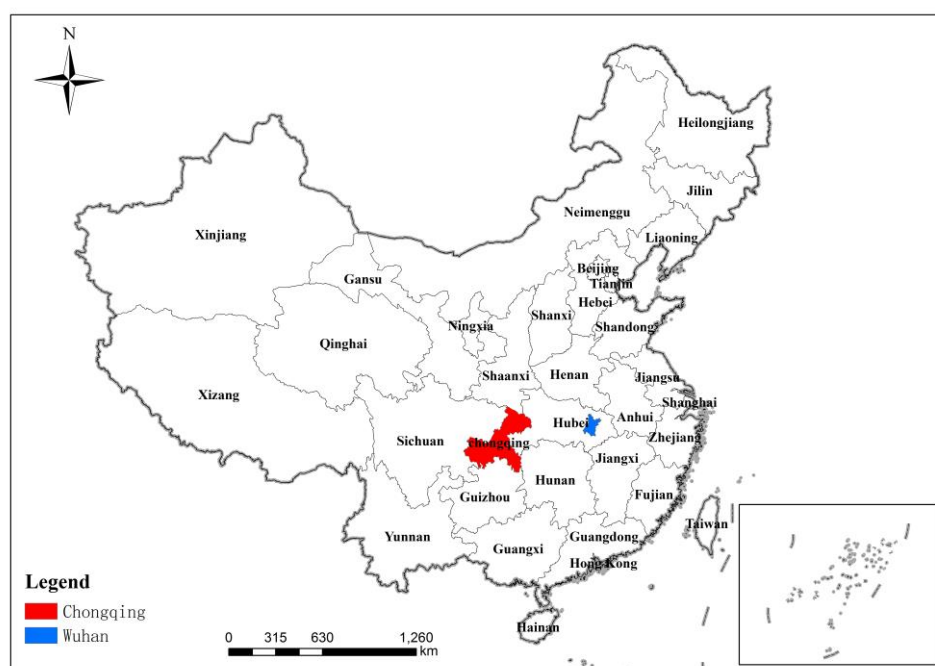 N
Heilongjiang
Jilin
Neimenggu
Liaoning
Xinjiang
Beijing
Tianjin
Gansu
Hebei
Shanxi
Ningxia
Shandong
Qinghai
Shaanxi
Henan
Jiangsu
Xizang
Shanghai
Hubei
Anhui
Sichuan
chongqing
Zhejiang
Jiangxi
Hunan
Guizhou
Fujian
Taiwan
Yunnan
Guangdong
Guangxi
Hong Kong
Legend
Chongqing
Wuhan
Hainan
0 315 630 1,260
km